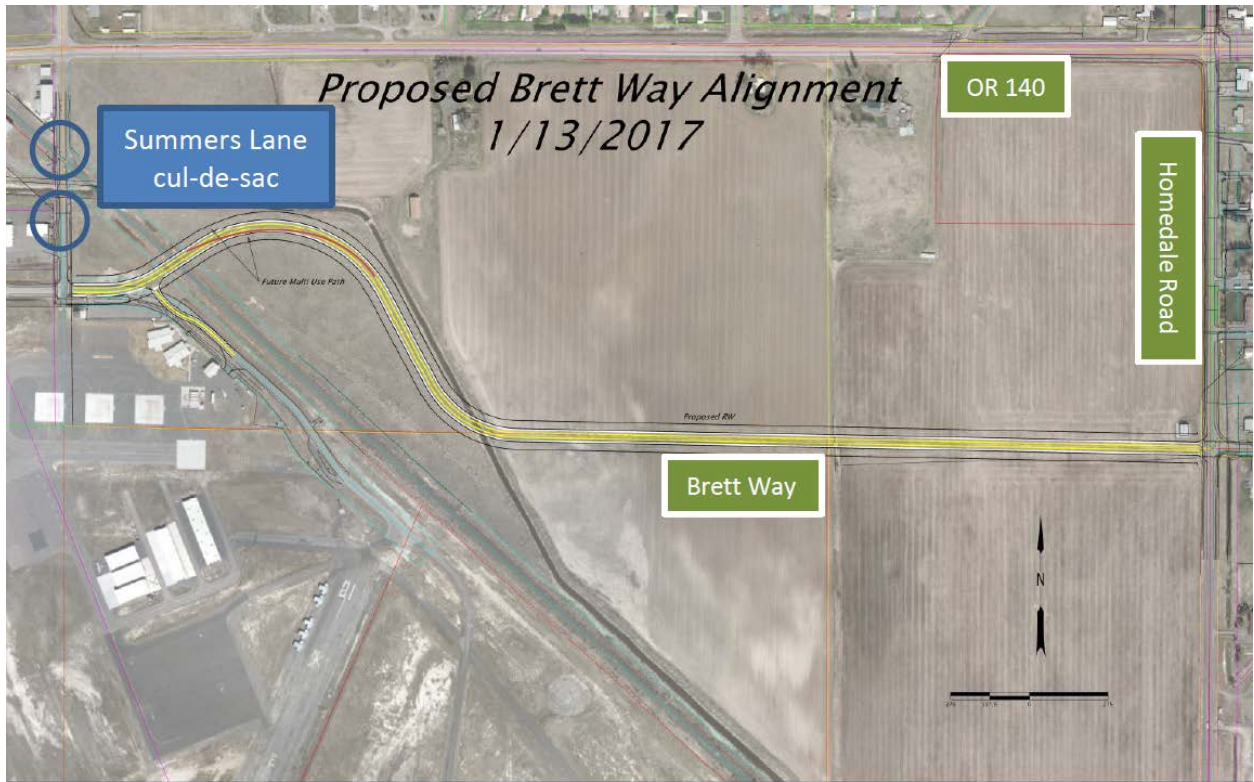 Proposed Brett Way Alignment
1/13/2017
OR 140
Summers Lane
cul-de-sac
Homedale Road
Future Multi Use Path
Proposed RW
Brett Way
N